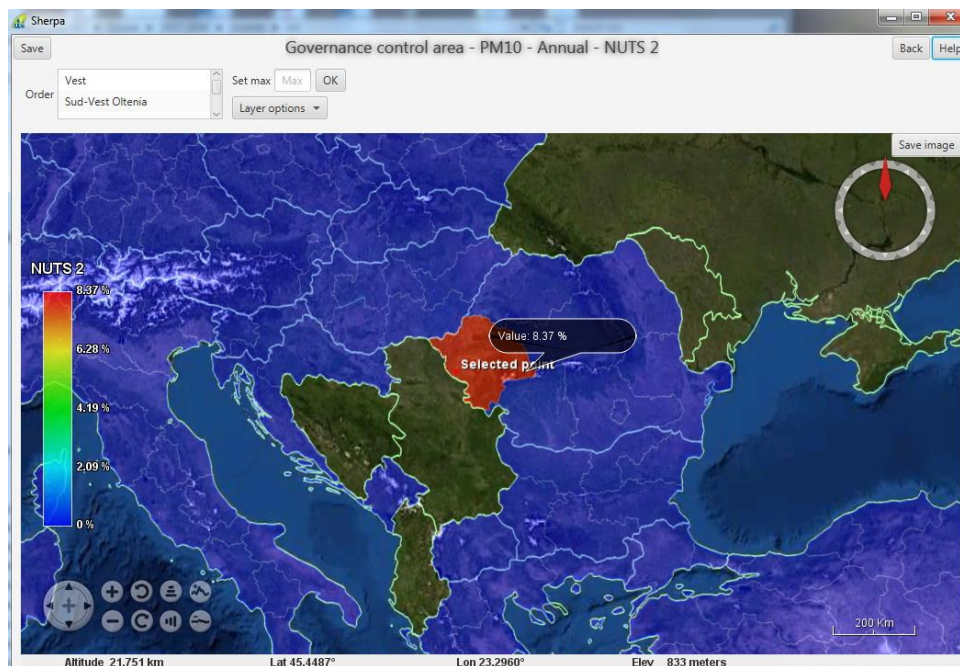 Sherpa
Save
Governance control area - PM10 - Annual - NUTS 2
Back
Help
Order
Vest
Sud-Vest Oltenia
Set max
Max
OK
Layer options
Save image
NUTS 2
8.37 %
6.28 %
4.19 %
2.09 %
0 %
Value: 8.37 %
Selected point
200 Km
Altitude 21,751 km
Lat 45.4487°
Lon 23.2960°
Elev 833 meters